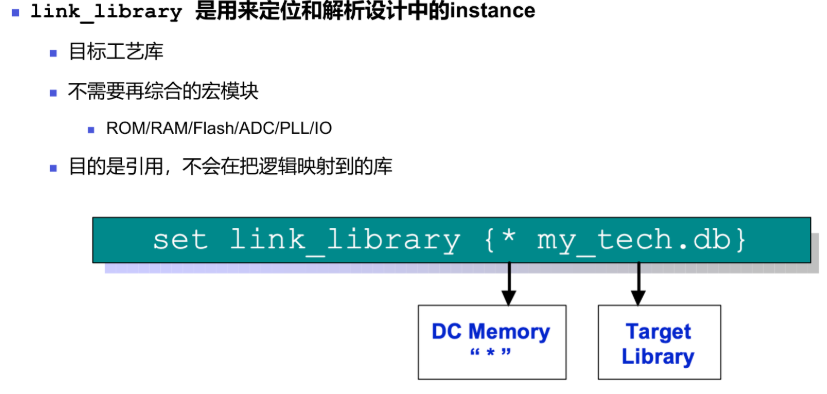 link_library 是用来定位和解析设计中的instance
目标工艺库
不需要再综合的宏模块
ROM/RAM/Flash/ADC/PLL/IO
目的是引用，不会在把逻辑映射到的库
set link_library {* my_tech.db}
DC Memory
“ * ”
Target
Library